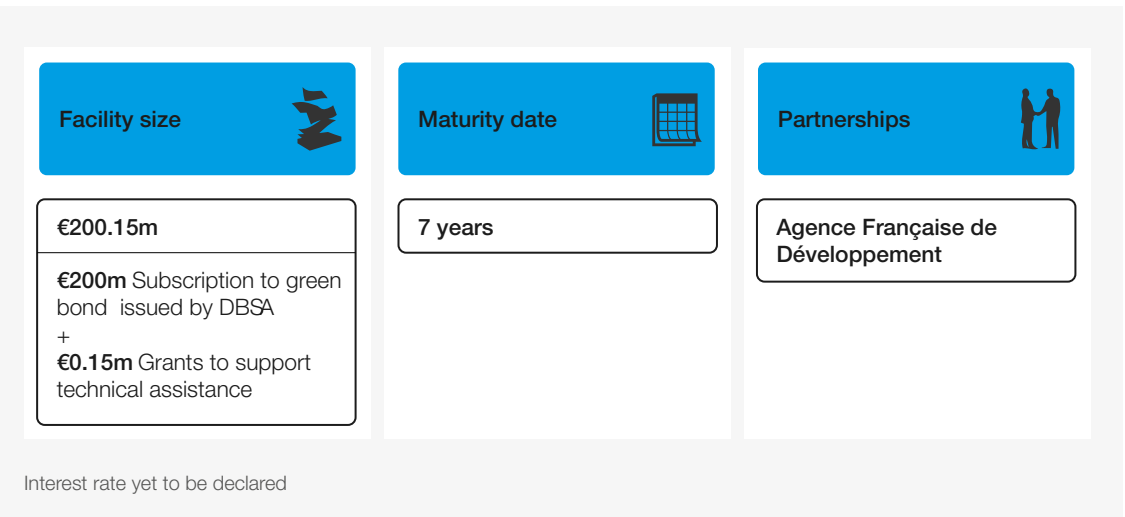 Facility size
€200.15m
€200m Subscription to green
bond issued by DBSA
+
€0.15m Grants to support
technical assistance
Maturity date
7 years
Partnerships
Agence Française de
Développement
Interest rate yet to be declared